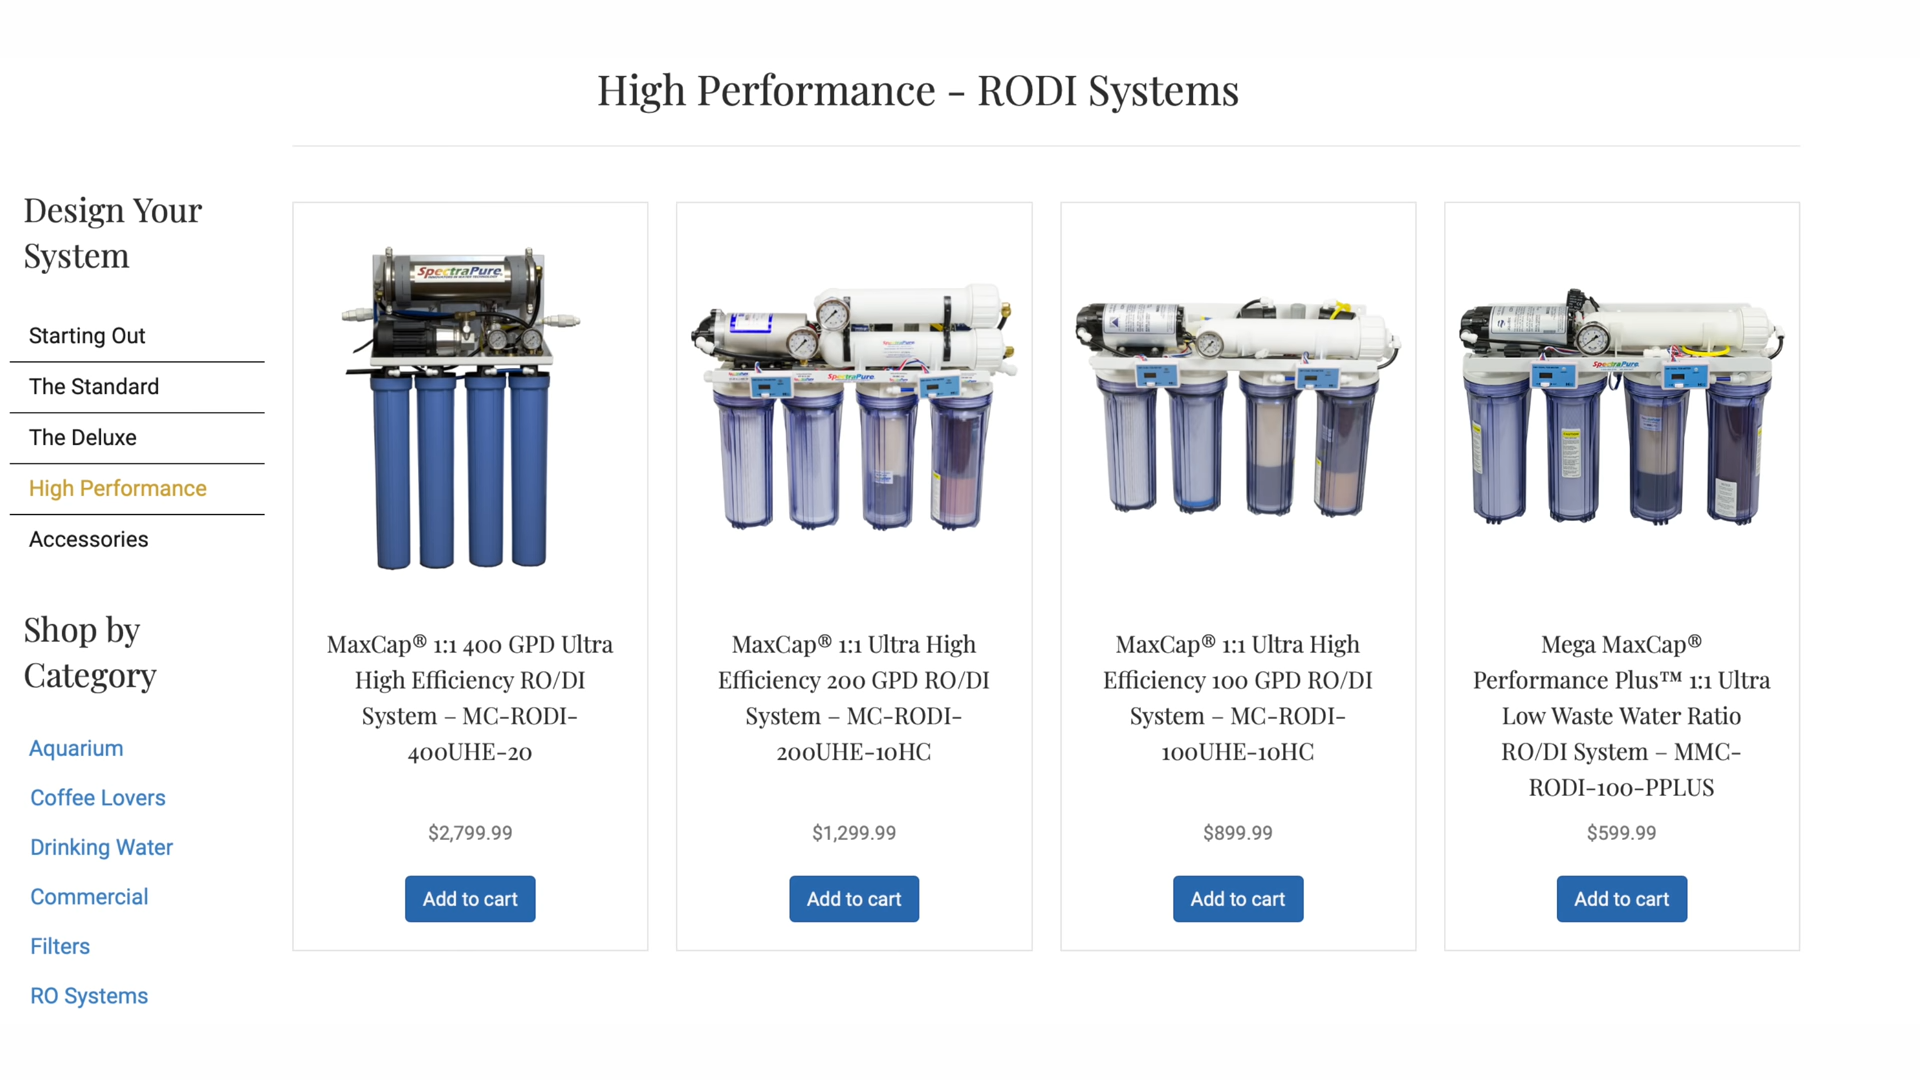 High Performance - RODI Systems
Design Your
System
Starting Out
The Standard
The Deluxe
High Performance
Accessories
Shop by
Category
Aquarium
Coffee Lovers
Drinking Water
Commercial
Filters
RO Systems
SpectraPure
MaxCap® 1:1 400 GPD Ultra
High Efficiency RO/DI
System – MC-RODI-
400UHE-20
$2,799.99
Add to cart
SpectraPure
MaxCap® 1:1 Ultra High
Efficiency 200 GPD RO/DI
System – MC-RODI-
200UHE-10HC
$1,299.99
Add to cart
MaxCap® 1:1 Ultra High
Efficiency 100 GPD RO/DI
System – MC-RODI-
100UHE-10HC
$899.99
Add to cart
SpectraPure
Mega MaxCap®
Performance Plus™ 1:1 Ultra
Low Waste Water Ratio
RO/DI System – MMC-
RODI-100-PPLUS
$599.99
Add to cart